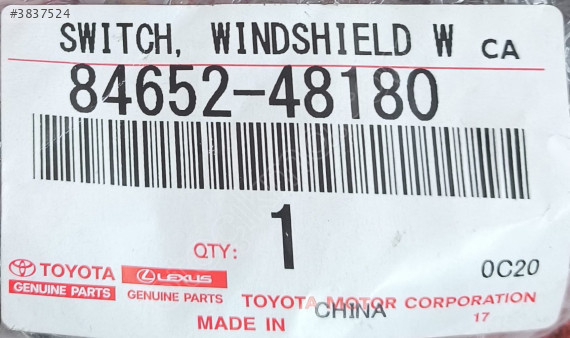 #3837524
SWITCH, WINDSHIELD W CA
84652-48180
1
QTY:
TOYOTA LEXUS 0C20
GENUINE PARTS GENUINE PARTS TOYOTA MOTOR CORPORATION
MADE IN CHINA 17